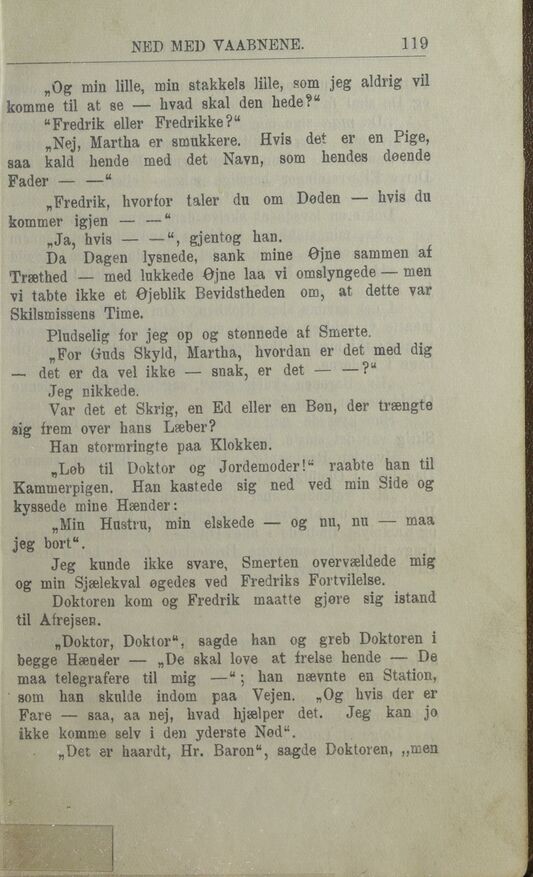 NED MED VAABNENE. 119
„Og min lille, min stakkels lille, som jeg aldrig vil
komme til at se — hvad skal den hede?“
“Fredrik eller Fredrikke?“
„Nej, Martha er smukkere. Hvis det er en Pige,
saa kald hende med det Navn, som hendes døende
Fader — —“
„Fredrik, hvorfor taler du om Døden — hvis du
kommer igjen — —“
„Ja, hvis — —“, gjentog han.
Da Dagen lysnede, sank mine Øjne sammen af
Træthed — med lukkede Øjne laa vi omslyngede — men
vi tabte ikke et Øjeblik Bevidstheden om, at dette var
Skilsmissens Time.
Pludselig for jeg op og stønnede af Smerte.
„For Guds Skyld, Martha, hvordan er det med dig
— det er da vel ikke — snak, er det — —?“
Jeg nikkede.
Var det et Skrig, en Ed eller en Bøn, der trængte
sig frem over hans Læber?
Han stormringte paa Klokken.
„Løb til Doktor og Jordemoder!“ raabte han til
Kammerpigen. Han kastede sig ned ved min Side og
kyssede mine Hænder:
„Min Hustru, min elskede — og nu, nu — maa
jeg bort“.
Jeg kunde ikke svare, Smerten overvældede mig
og min Sjælekval øgedes ved Fredriks Fortvilelse.
Doktoren kom og Fredrik maatte gjøre sig istand
til Afrejsen.
„Doktor, Doktor“, sagde han og greb Doktoren i
begge Hænder — „De skal love at frelse hende — De
maa telegrafere til mig —“; han nævnte en Station,
som han skulde indom paa Vejen. „Og hvis der er
Fare — saa, aa nej, hvad hjælper det. Jeg kan jo
ikke komme selv i den yderste Nød“.
„Det er haardt, Hr. Baron“, sagde Doktoren, „men